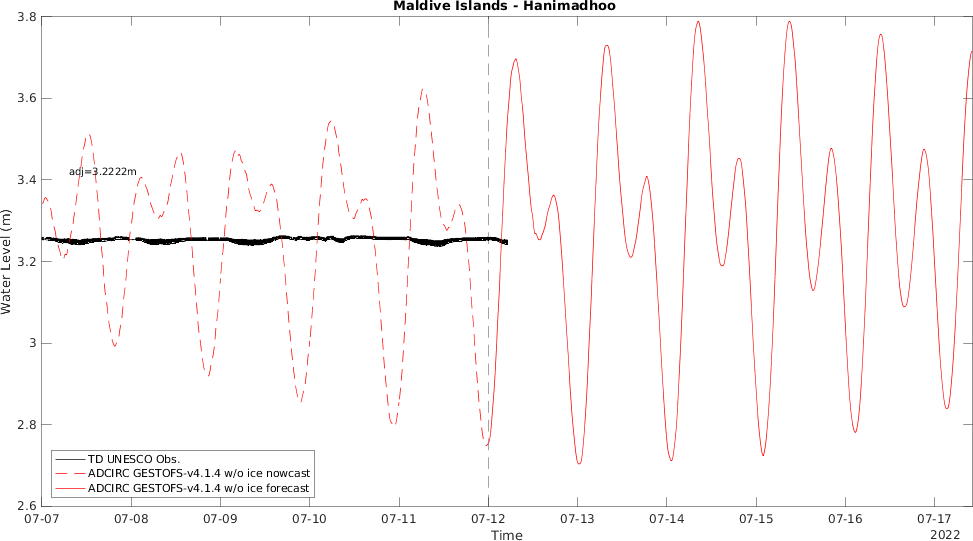 Maldive Islands - Hanimadhoo
3.8
3.6
3.4
3.2
3
2.8
2.6
Water Level (m)
adj=3.2222m
TD UNESCO Obs.
ADCIRC GESTOFS-v4.1.4 w/o ice nowcast
ADCIRC GESTOFS-v4.1.4 w/o ice forecast
07-07 07-08 07-09 07-10 07-11 07-12 07-13 07-14 07-15 07-16 07-17
Time
2022